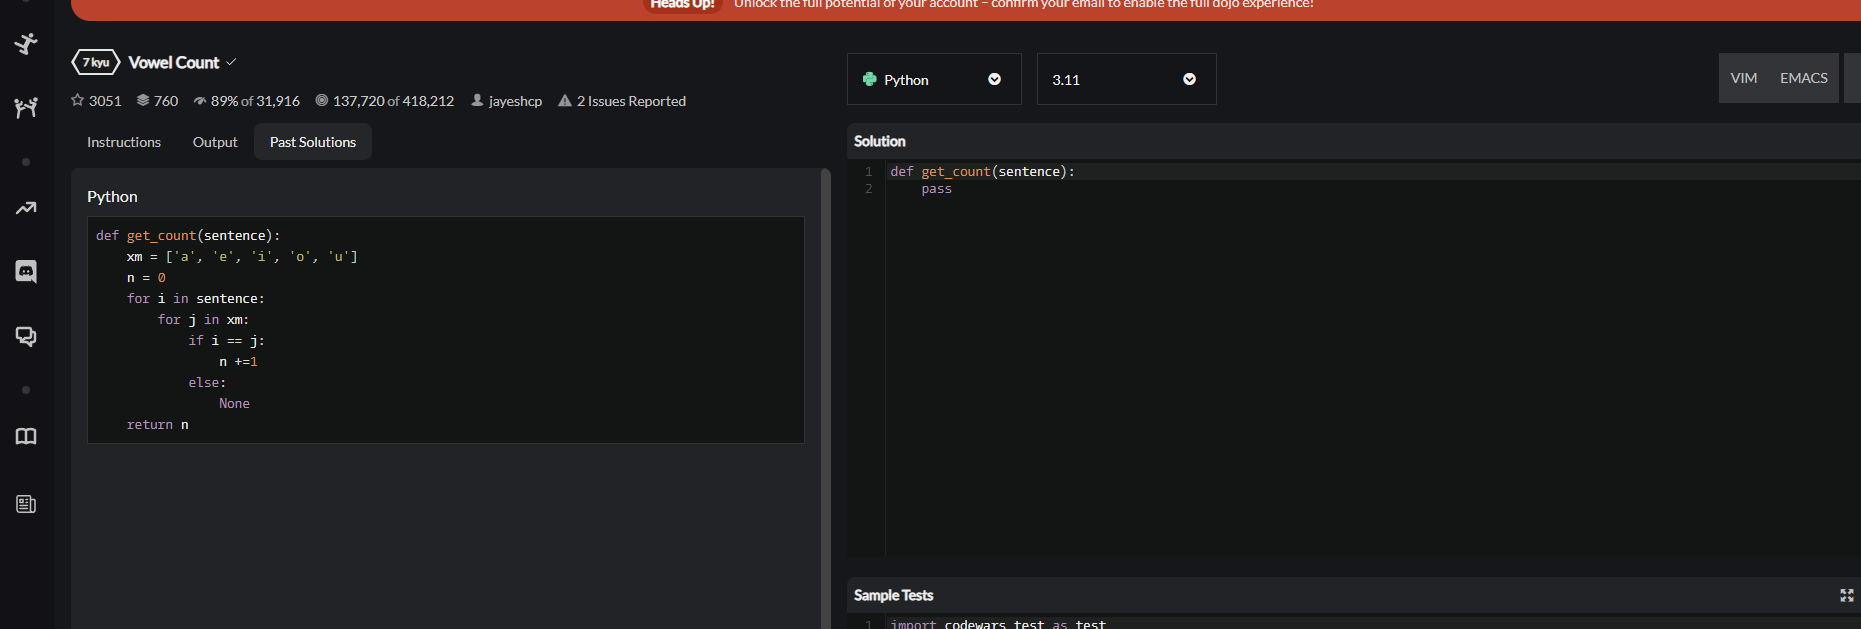 Heads Up! Unlock the full potential of your account – confirm your email to enable the full dojo experience!
7 kyu Vowel Count
3051 760 89% of 31,916 137,720 of 418,212 jayeshcp 2 Issues Reported
Instructions Output Past Solutions
Python
def get_count(sentence):
    xm = ['a', 'e', 'i', 'o', 'u']
    n = 0
    for i in sentence:
        for j in xm:
            if i == j:
                n +=1
            else:
                None
    return n
Python 3.11 VIM EMACS
Solution
1 def get_count(sentence):
2     pass
Sample Tests
1 import codewars_test as test